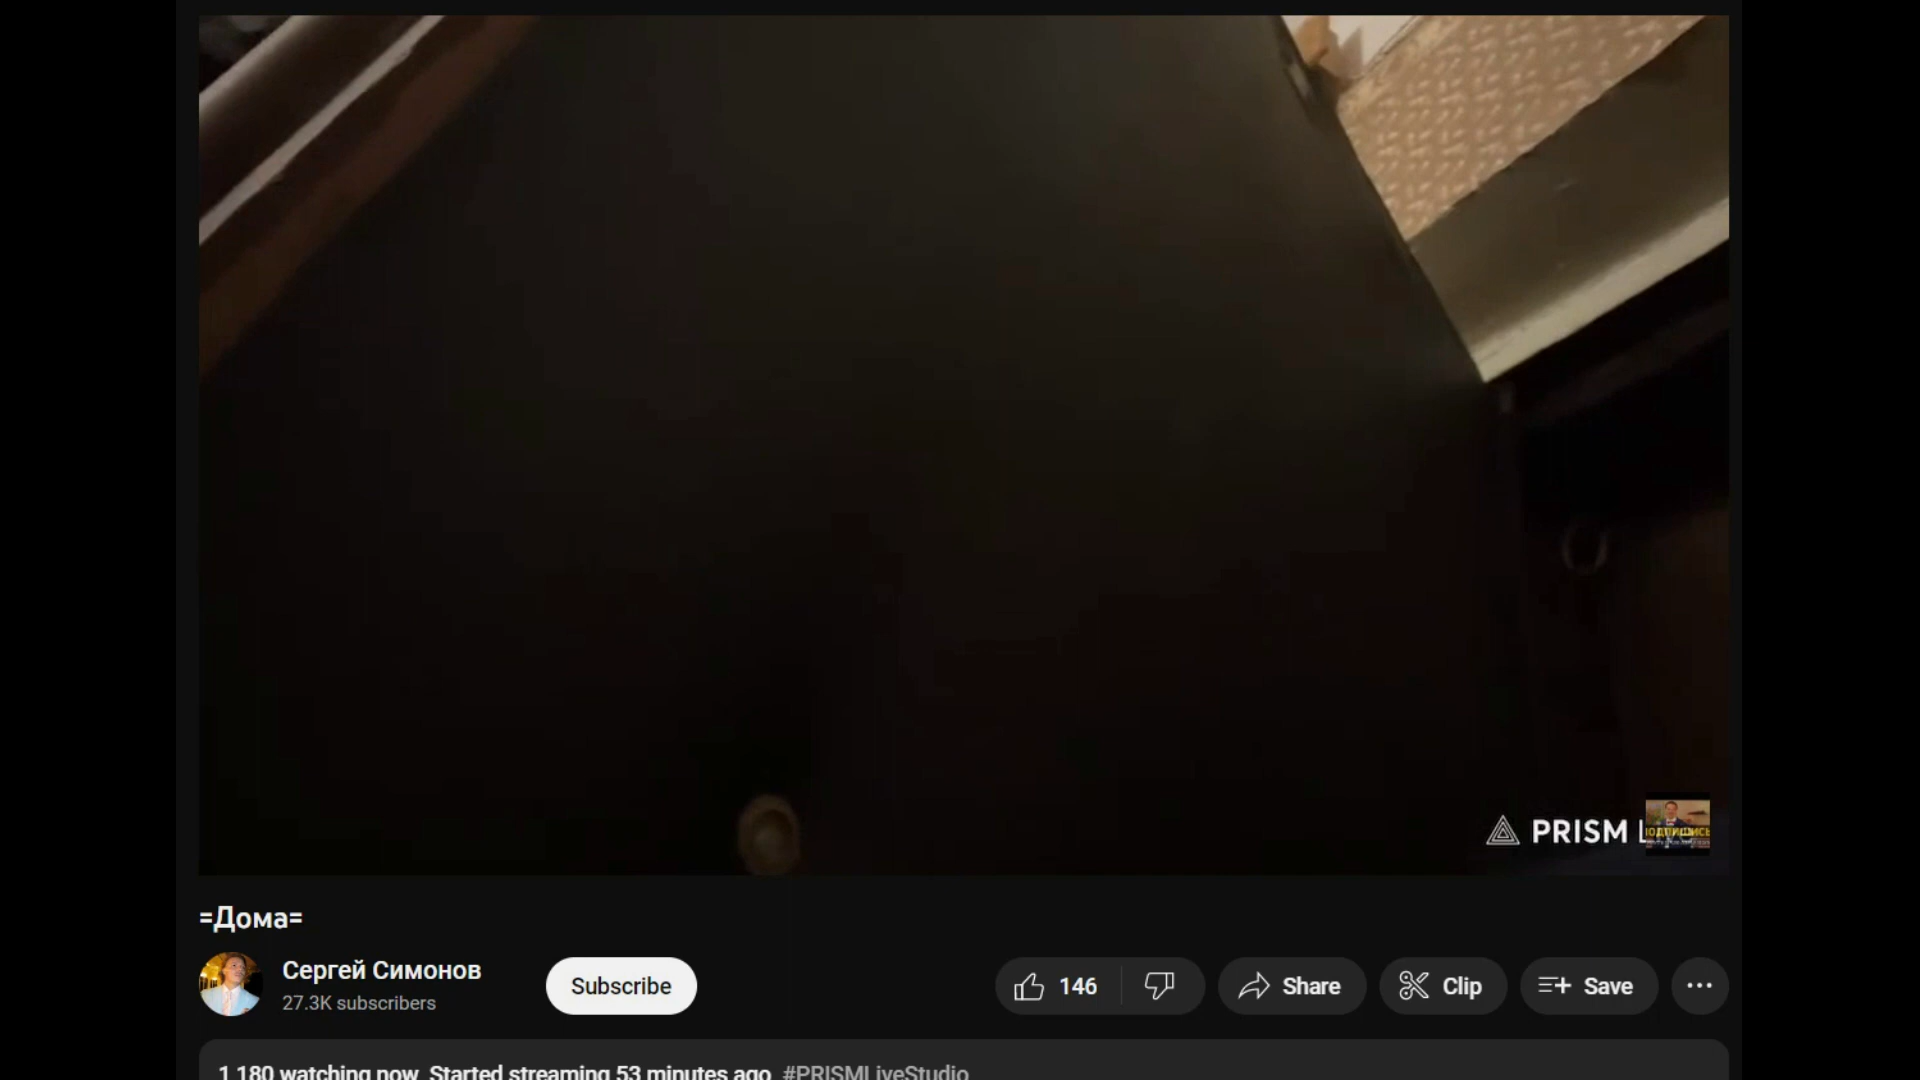 PRISM L
ПОДПИШИСЬ
=Дома=
Сергей Симонов
27.3K subscribers
Subscribe
146
Share
Clip
Save
1,180 watching now Started streaming 53 minutes ago #PRISMLiveStudio